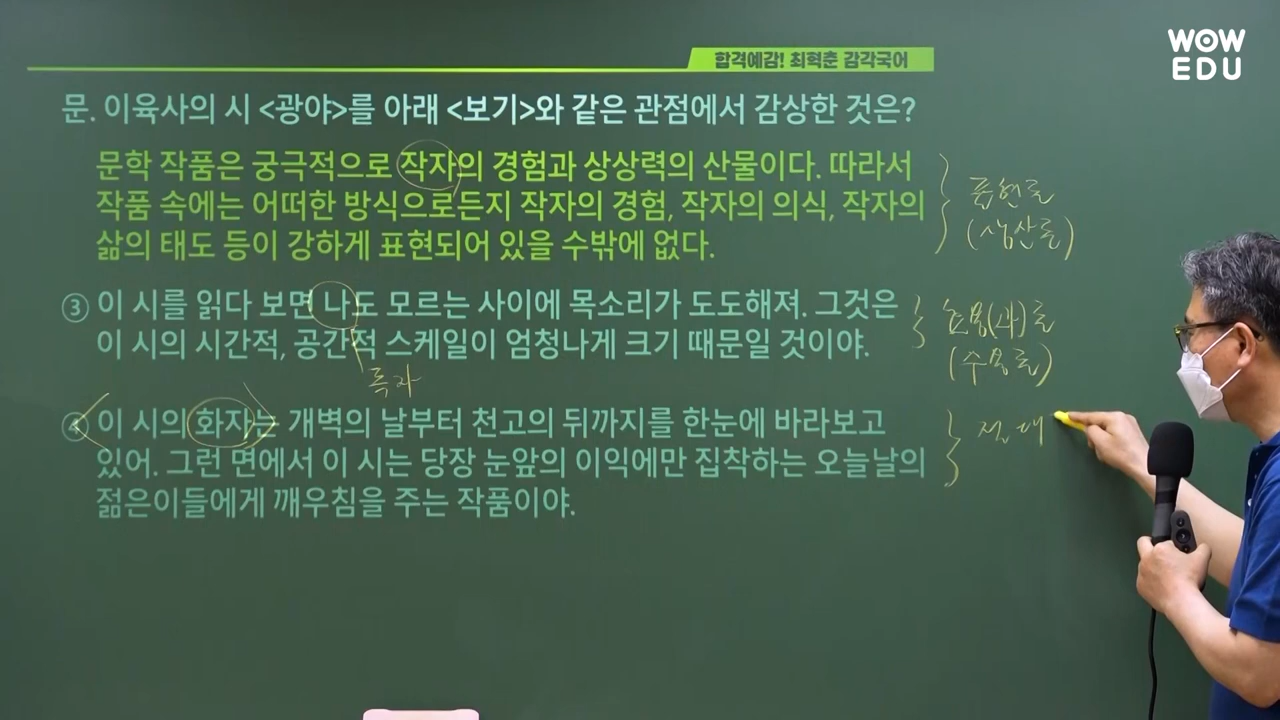 WOW
EDU
합격예감! 최혁춘 감각국어
문. 이육사의 시 <광야>를 아래 <보기>와 같은 관점에서 감상한 것은?
문학 작품은 궁극적으로 작자의 경험과 상상력의 산물이다. 따라서
작품 속에는 어떠한 방식으로든지 작자의 경험, 작자의 의식, 작자의
삶의 태도 등이 강하게 표현되어 있을 수밖에 없다.
표현론
(생산론)
③ 이 시를 읽다 보면 나도 모르는 사이에 목소리가 도도해져. 그것은
이 시의 시간적, 공간적 스케일이 엄청나게 크기 때문일 것이야.
독자
효용(과)론
(수용론)
④ 이 시의 화자는 개벽의 날부터 천고의 뒤까지를 한눈에 바라보고
있어. 그런 면에서 이 시는 당장 눈앞의 이익에만 집착하는 오늘날의
젊은이들에게 깨우침을 주는 작품이야.
절대